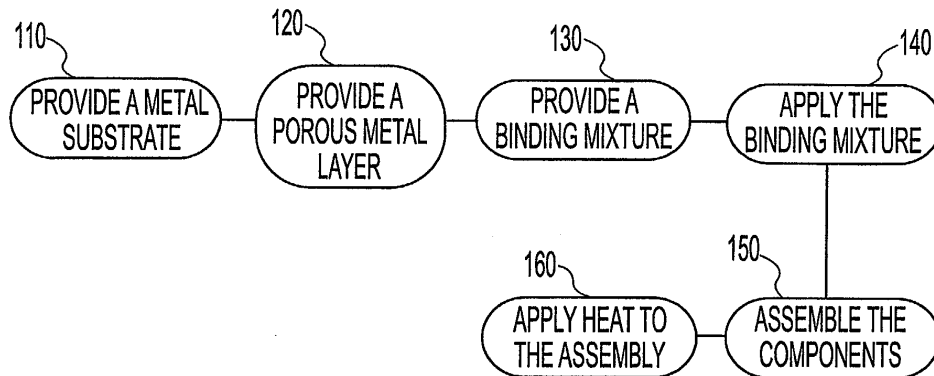 110
PROVIDE A METAL
SUBSTRATE
120
PROVIDE A
POROUS METAL
LAYER
130
PROVIDE A
BINDING MIXTURE
140
APPLY THE
BINDING MIXTURE
150
ASSEMBLE THE
COMPONENTS
160
APPLY HEAT TO
THE ASSEMBLY